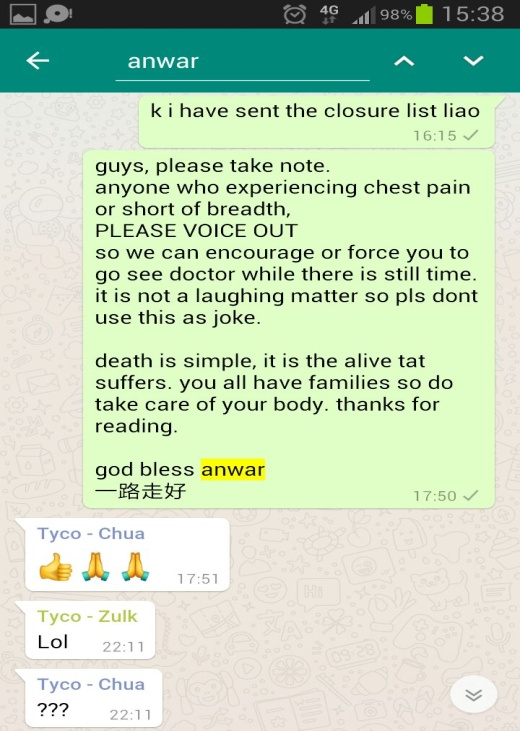 4G 98% 15:38
anwar
k i have sent the closure list liao
16:15
guys, please take note.
anyone who experiencing chest pain
or short of breadth,
PLEASE VOICE OUT
so we can encourage or force you to
go see doctor while there is still time.
it is not a laughing matter so pls dont
use this as joke.
death is simple, it is the alive tat
suffers. you all have families so do
take care of your body. thanks for
reading.
god bless anwar
一路走好
17:50
Tyco - Chua
👍🙏🙏 17:51
Tyco - Zulk
Lol 22:11
Tyco - Chua
??? 22:11